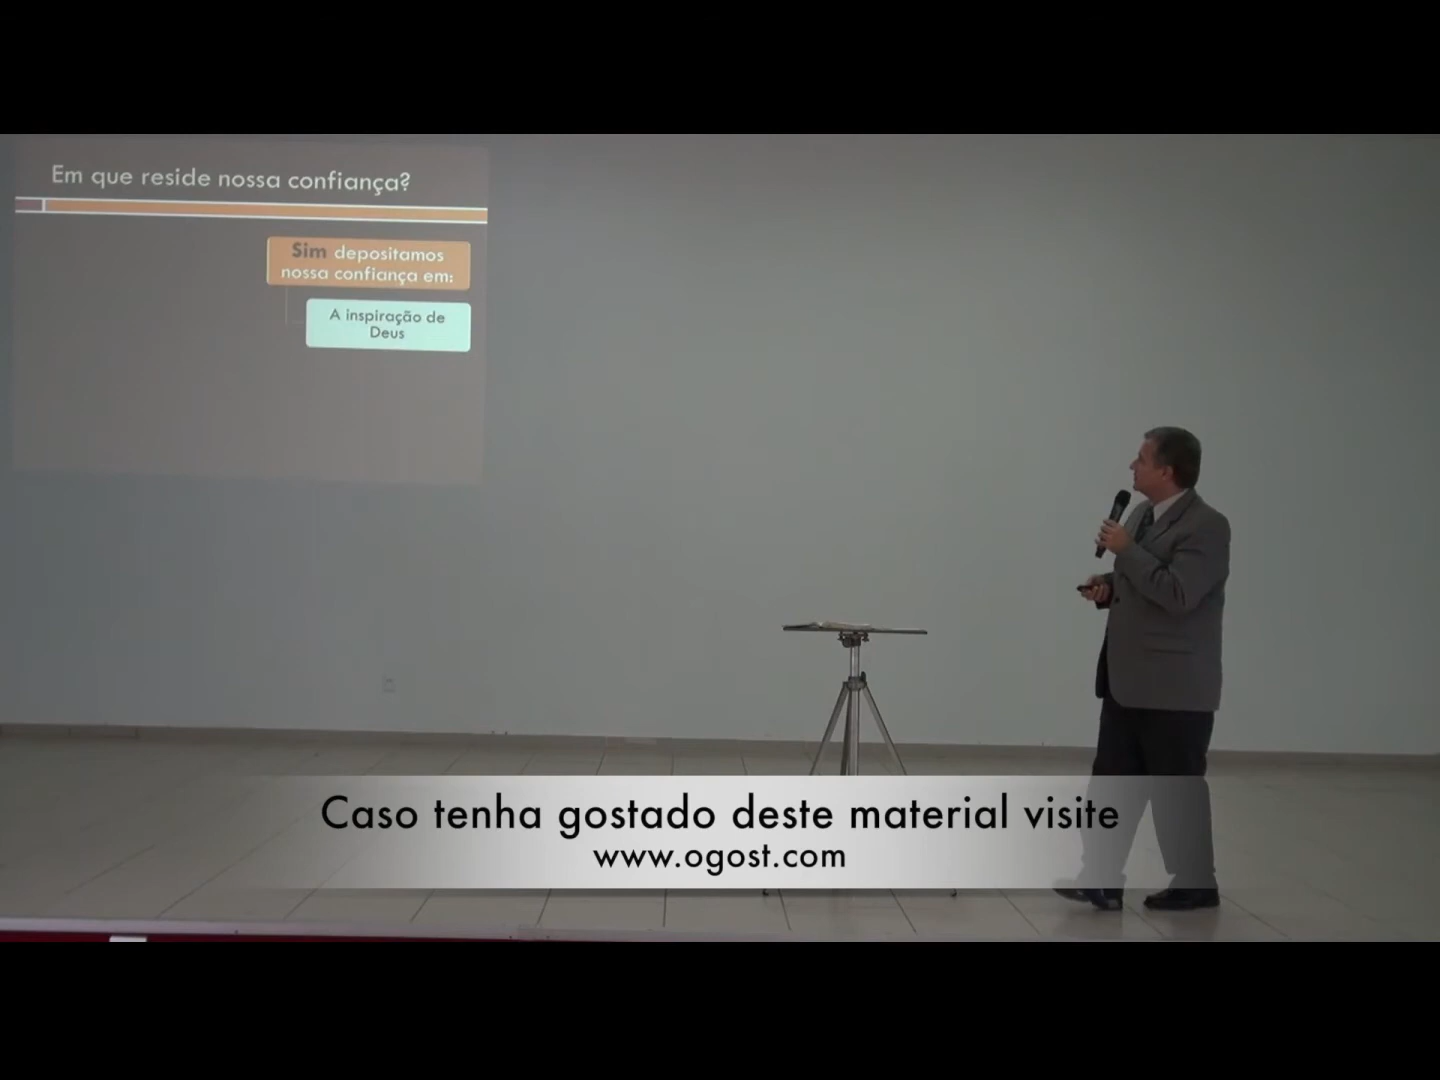 Em que reside nossa confiança?
Sim depositamos
nossa confiança em:
A inspiração de
Deus
Caso tenha gostado deste material visite
www.ogost.com